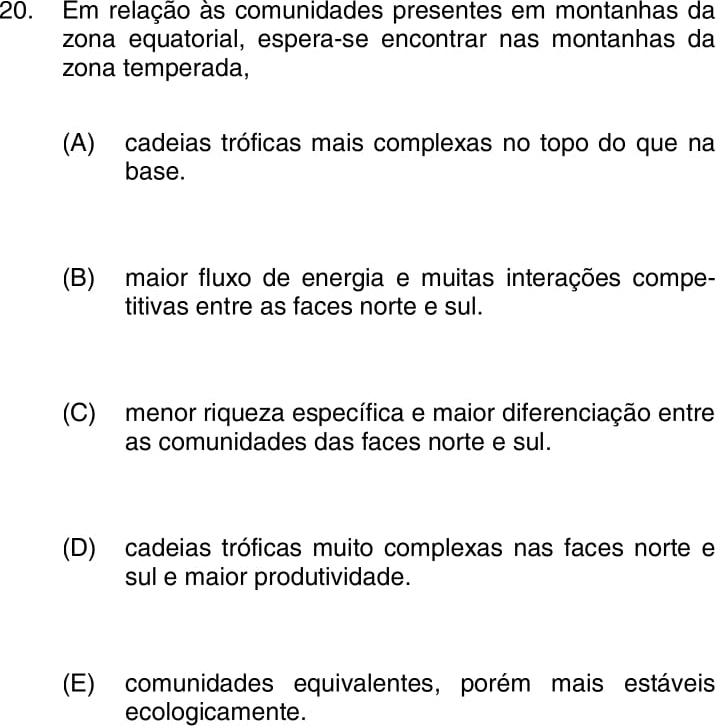 20. Em relação às comunidades presentes em montanhas da
zona equatorial, espera-se encontrar nas montanhas da
zona temperada,
(A) cadeias tróficas mais complexas no topo do que na
base.
(B) maior fluxo de energia e muitas interações compe-
titivas entre as faces norte e sul.
(C) menor riqueza específica e maior diferenciação entre
as comunidades das faces norte e sul.
(D) cadeias tróficas muito complexas nas faces norte e
sul e maior produtividade.
(E) comunidades equivalentes, porém mais estáveis
ecologicamente.